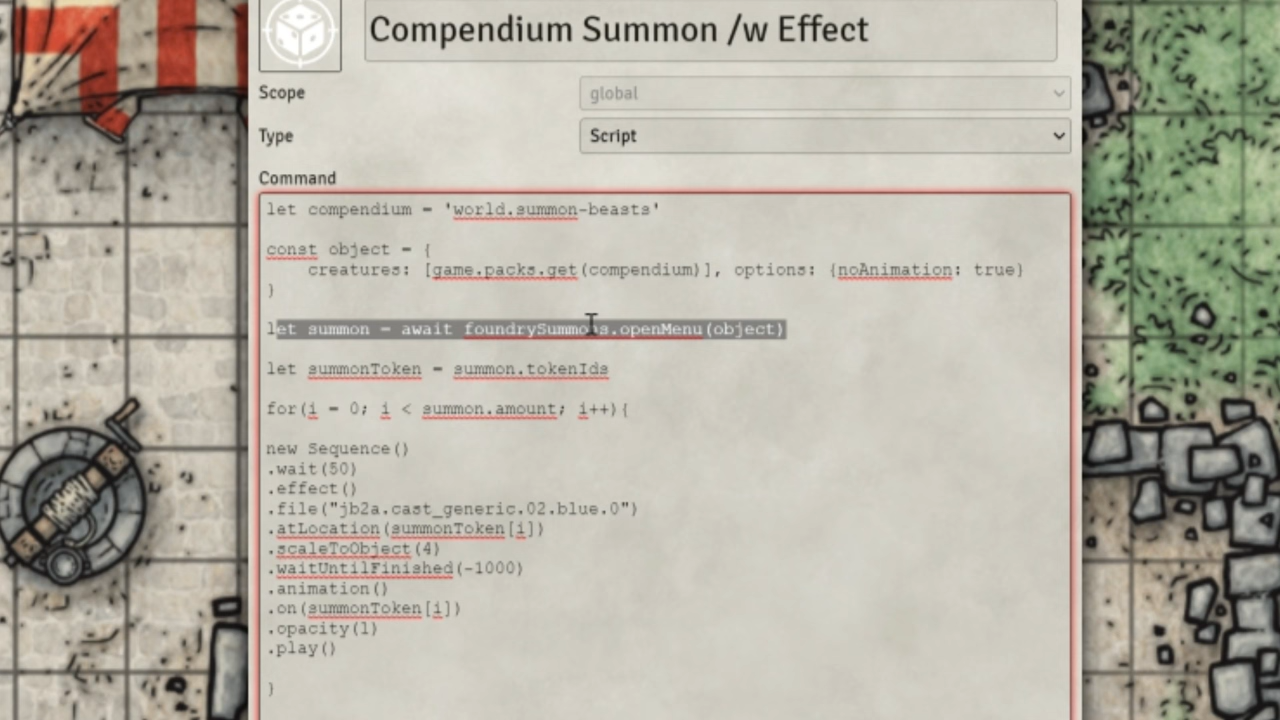 Compendium Summon /w Effect
Scope
global
Type
Script
Command
let compendium = 'world.summon-beasts'
const object = {
creatures: [game.packs.get(compendium)], options: {noAnimation: true}
}
let summon = await foundrySummons.openMenu(object)
let summonToken = summon.tokenIds
for(i = 0; i < summon.amount; i++){
new Sequence()
.wait(50)
.effect()
.file("jb2a.cast_generic.02.blue.0")
.atLocation(summonToken[i])
.scaleToObject(4)
.waitUntilFinished(-1000)
.animation()
.on(summonToken[i])
.opacity(1)
.play()
}